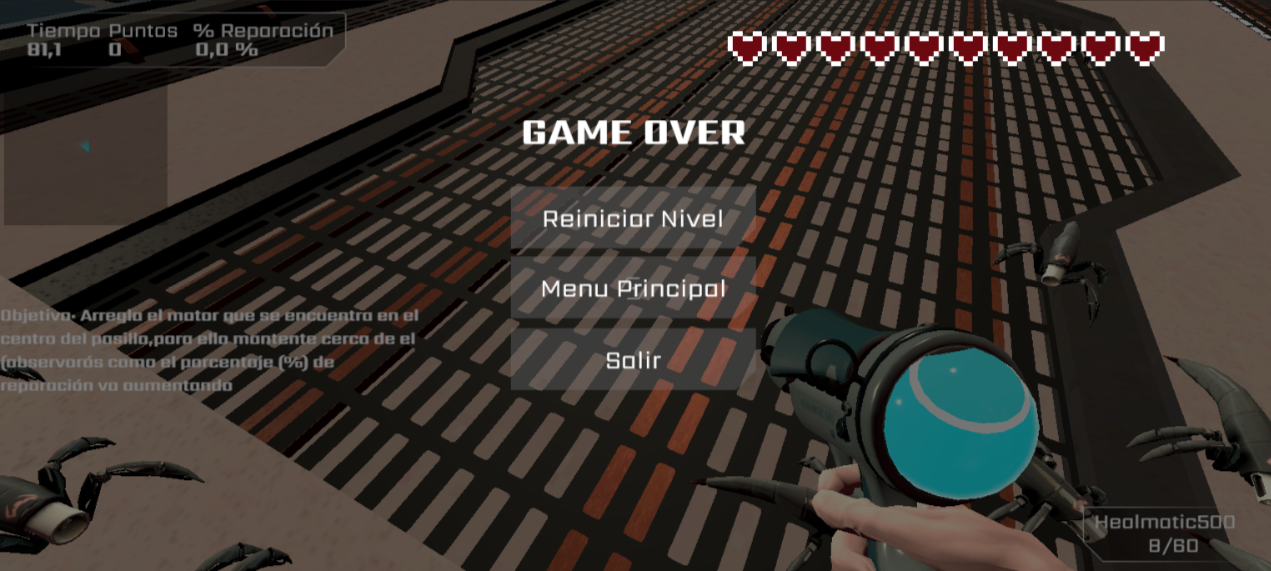 Tiempo Puntos % Reparación
81,1 0 0,0 %
GAME OVER
Reiniciar Nivel
Menu Principal
Salir
Objetivo: Arregla el motor que se encuentra en el
centro del pasillo,para ello mantente cerca de el
(observarás como el porcentaje (%) de
reparación va aumentando
Healmatic500
8/60